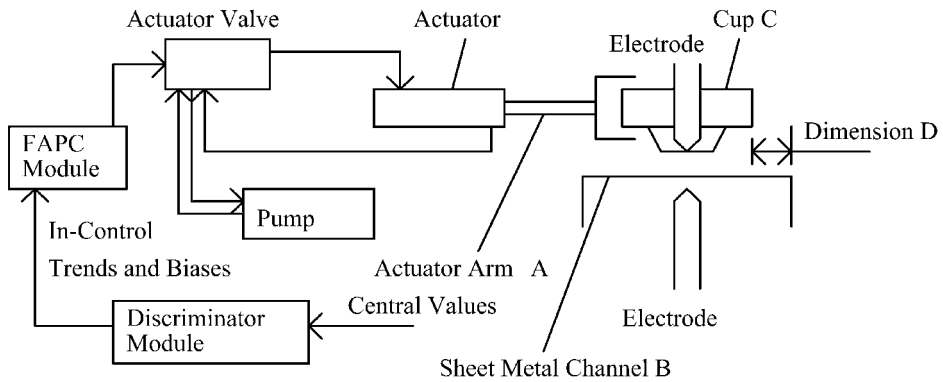 Actuator Valve
Actuator
Electrode
Cup C
Dimension D
FAPC
Module
Pump
In-Control
Trends and Biases
Actuator Arm A
Central Values
Discriminator
Module
Electrode
Sheet Metal Channel B